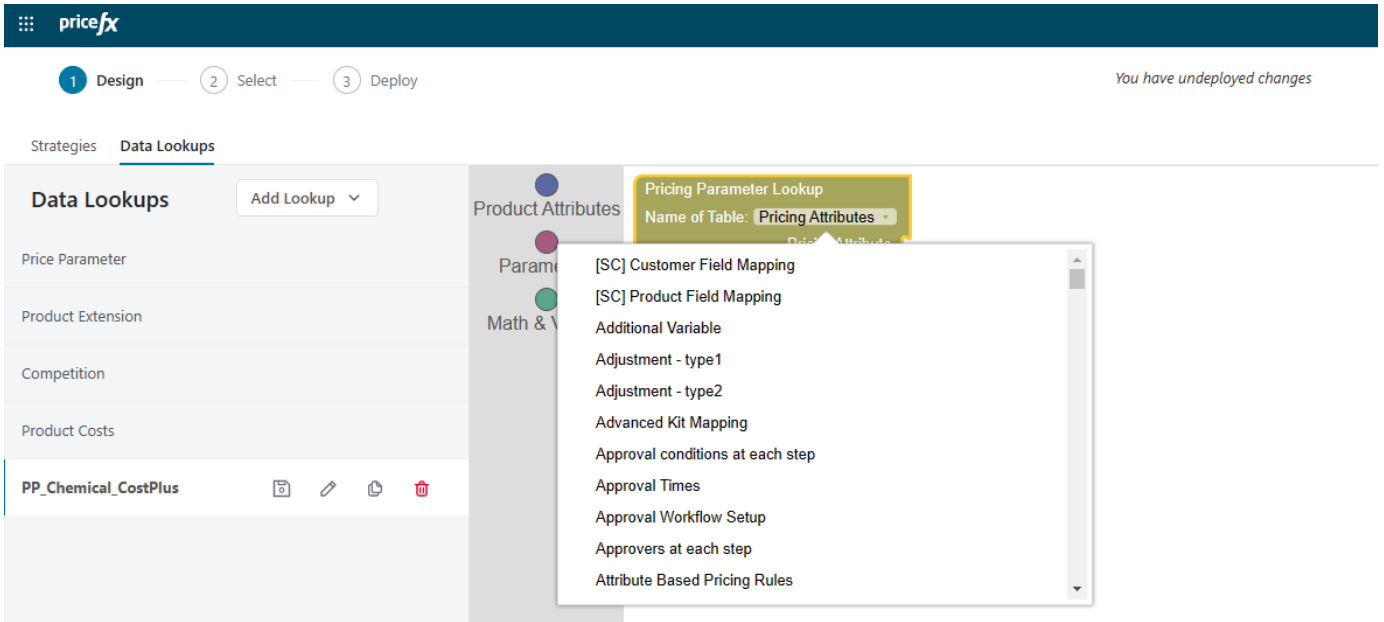 pricefx
1 Design 2 Select 3 Deploy
You have undeployed changes
Strategies Data Lookups
Data Lookups Add Lookup
Price Parameter
Product Extension
Competition
Product Costs
PP_Chemical_CostPlus
Product Attributes
Math &
Pricing Parameter Lookup
Name of Table: Pricing Attributes
[SC] Customer Field Mapping
[SC] Product Field Mapping
Additional Variable
Adjustment - type1
Adjustment - type2
Advanced Kit Mapping
Approval conditions at each step
Approval Times
Approval Workflow Setup
Approvers at each step
Attribute Based Pricing Rules